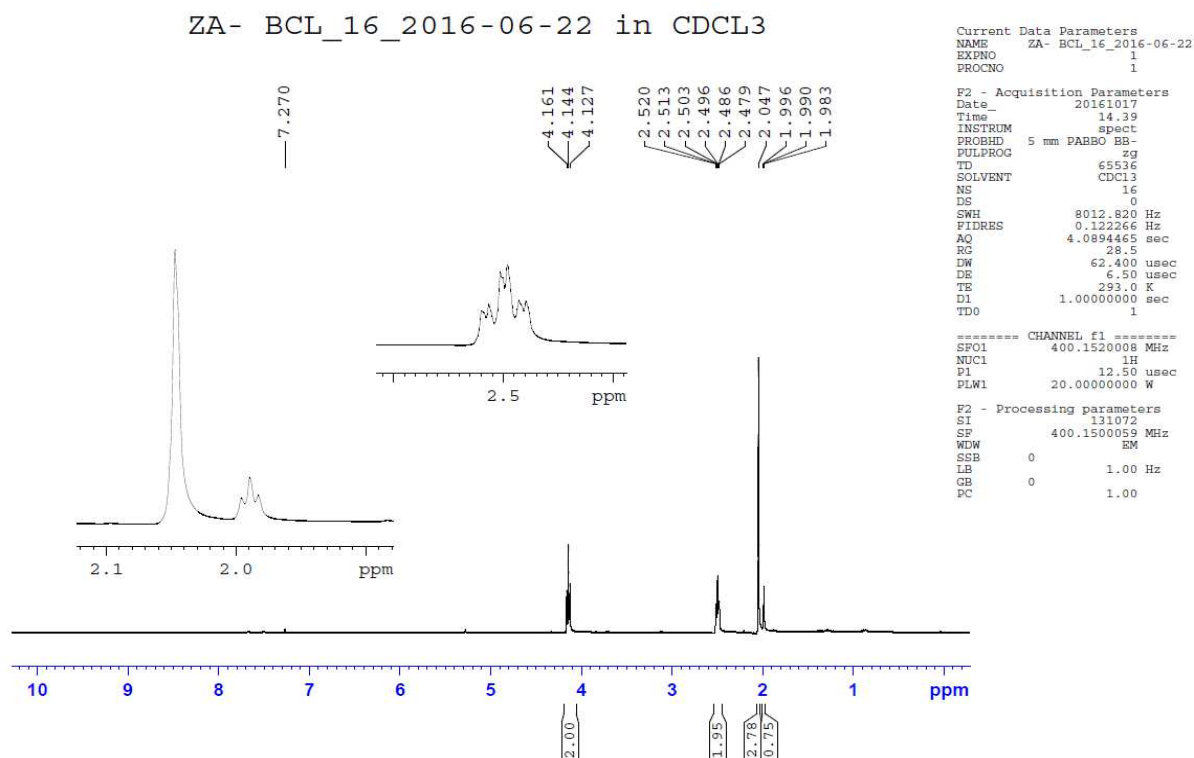 ZA- BCL_16_2016-06-22 in CDCL3
7.270
4.161
4.144
4.127
2.520
2.513
2.503
2.496
2.486
2.479
2.047
1.996
1.990
1.983
Current Data Parameters
NAME ZA- BCL_16_2016-06-22
EXPNO 1
PROCNO 1
F2 - Acquisition Parameters
Date_ 20161017
Time 14.39
INSTRUM spect
PROBHD 5 mm PABBO BB-
PULPROG zg
TD 65536
SOLVENT CDCl3
NS 16
DS 0
SWH 8012.820 Hz
FIDRES 0.122266 Hz
AQ 4.0894465 sec
RG 28.5
DW 62.400 usec
DE 6.50 usec
TE 293.0 K
D1 1.00000000 sec
TD0 1
======== CHANNEL f1 ========
SFO1 400.1520008 MHz
NUC1 1H
P1 12.50 usec
PLW1 20.00000000 W
F2 - Processing parameters
SI 131072
SF 400.1500059 MHz
WDW EM
SSB 0
LB 1.00 Hz
GB 0
PC 1.00
2.5 ppm
2.1 2.0 ppm
10 9 8 7 6 5 4 3 2 1 ppm
2.00
1.95
2.78
0.75